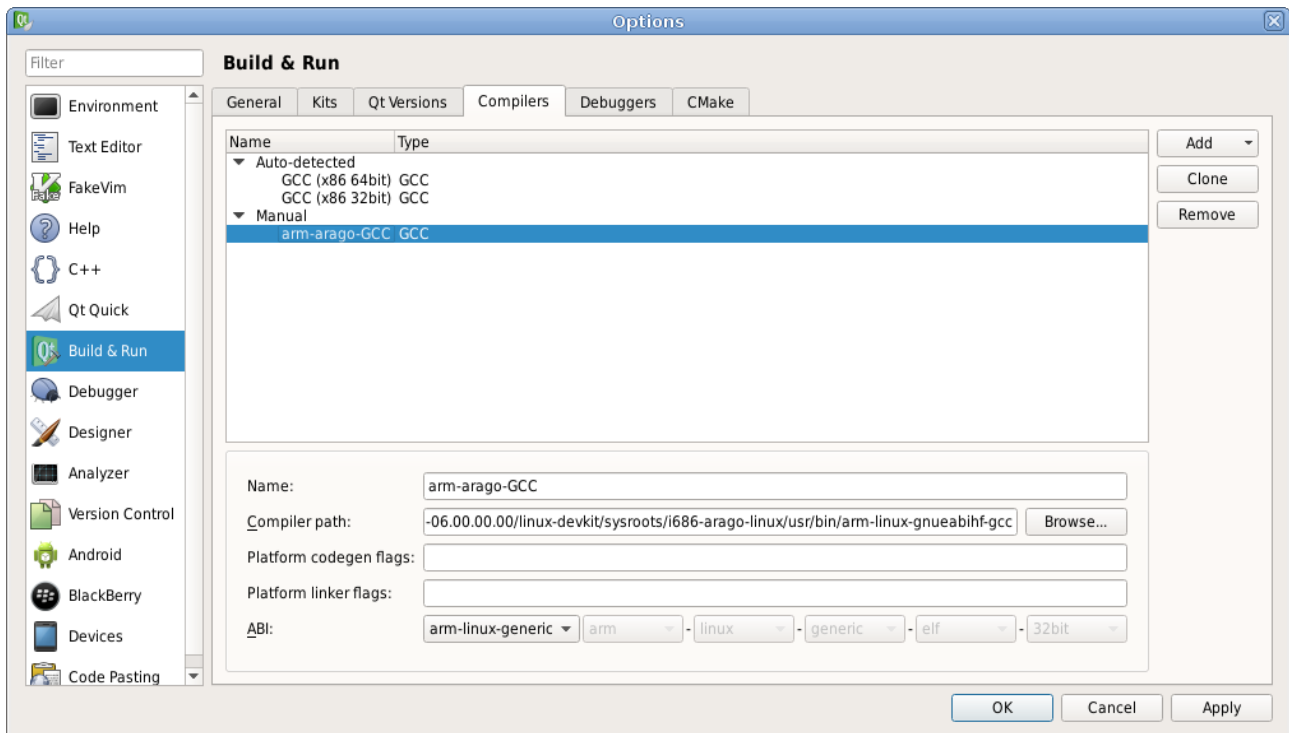 Options
Filter
Environment
Text Editor
FakeVim
Help
C++
Qt Quick
Build & Run
Debugger
Designer
Analyzer
Version Control
Android
BlackBerry
Devices
Code Pasting
Build & Run
General Kits Qt Versions Compilers Debuggers CMake
Name Type
Auto-detected
GCC (x86 64bit) GCC
GCC (x86 32bit) GCC
Manual
arm-arago-GCC GCC
Add
Clone
Remove
Name: arm-arago-GCC
Compiler path: -06.00.00.00/linux-devkit/sysroots/i686-arago-linux/usr/bin/arm-linux-gnueabihf-gcc Browse...
Platform codegen flags:
Platform linker flags:
ABI: arm-linux-generic arm - linux - generic - elf - 32bit
OK Cancel Apply